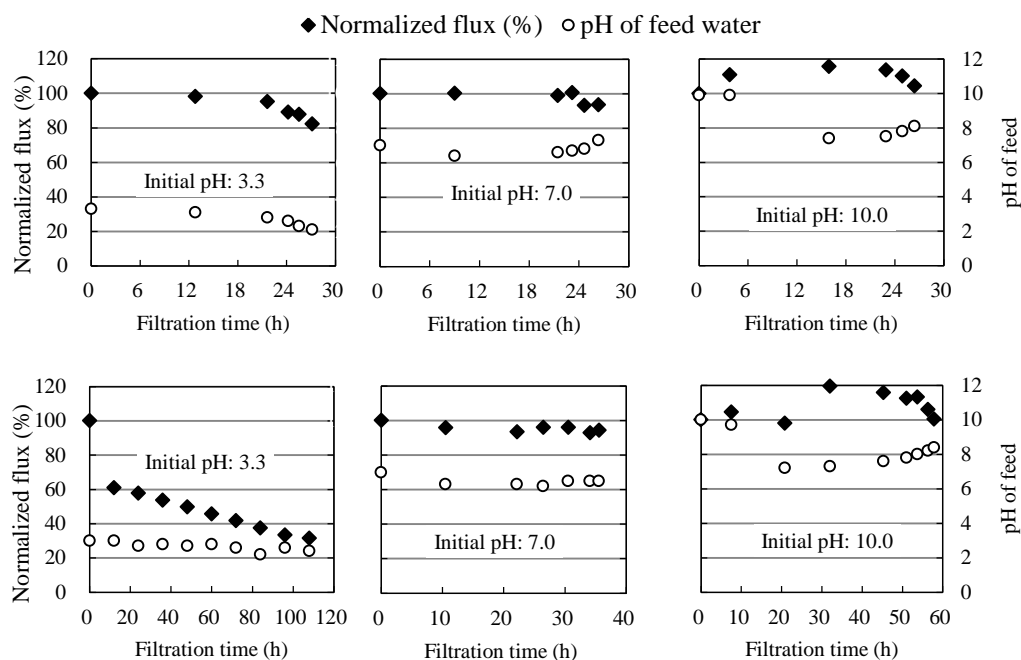 ◆ Normalized flux (%) ○ pH of feed water
Normalized flux (%)
120
100
80
60
40
20
0
0 6 12 18 24 30 36
Filtration time (h)
Initial pH: 3.3
0 6 12 18 24 30 36
Filtration time (h)
Initial pH: 7.0
0 6 12 18 24 30
Filtration time (h)
Initial pH: 10.0
12
10
8
6
4
2
0
pH of feed
Normalized flux (%)
120
100
80
60
40
20
0
0 20 40 60 80 100 120
Filtration time (h)
Initial pH: 3.3
0 10 20 30 40
Filtration time (h)
Initial pH: 7.0
0 10 20 30 40 50 60
Filtration time (h)
Initial pH: 10.0
12
10
8
6
4
2
0
pH of feed